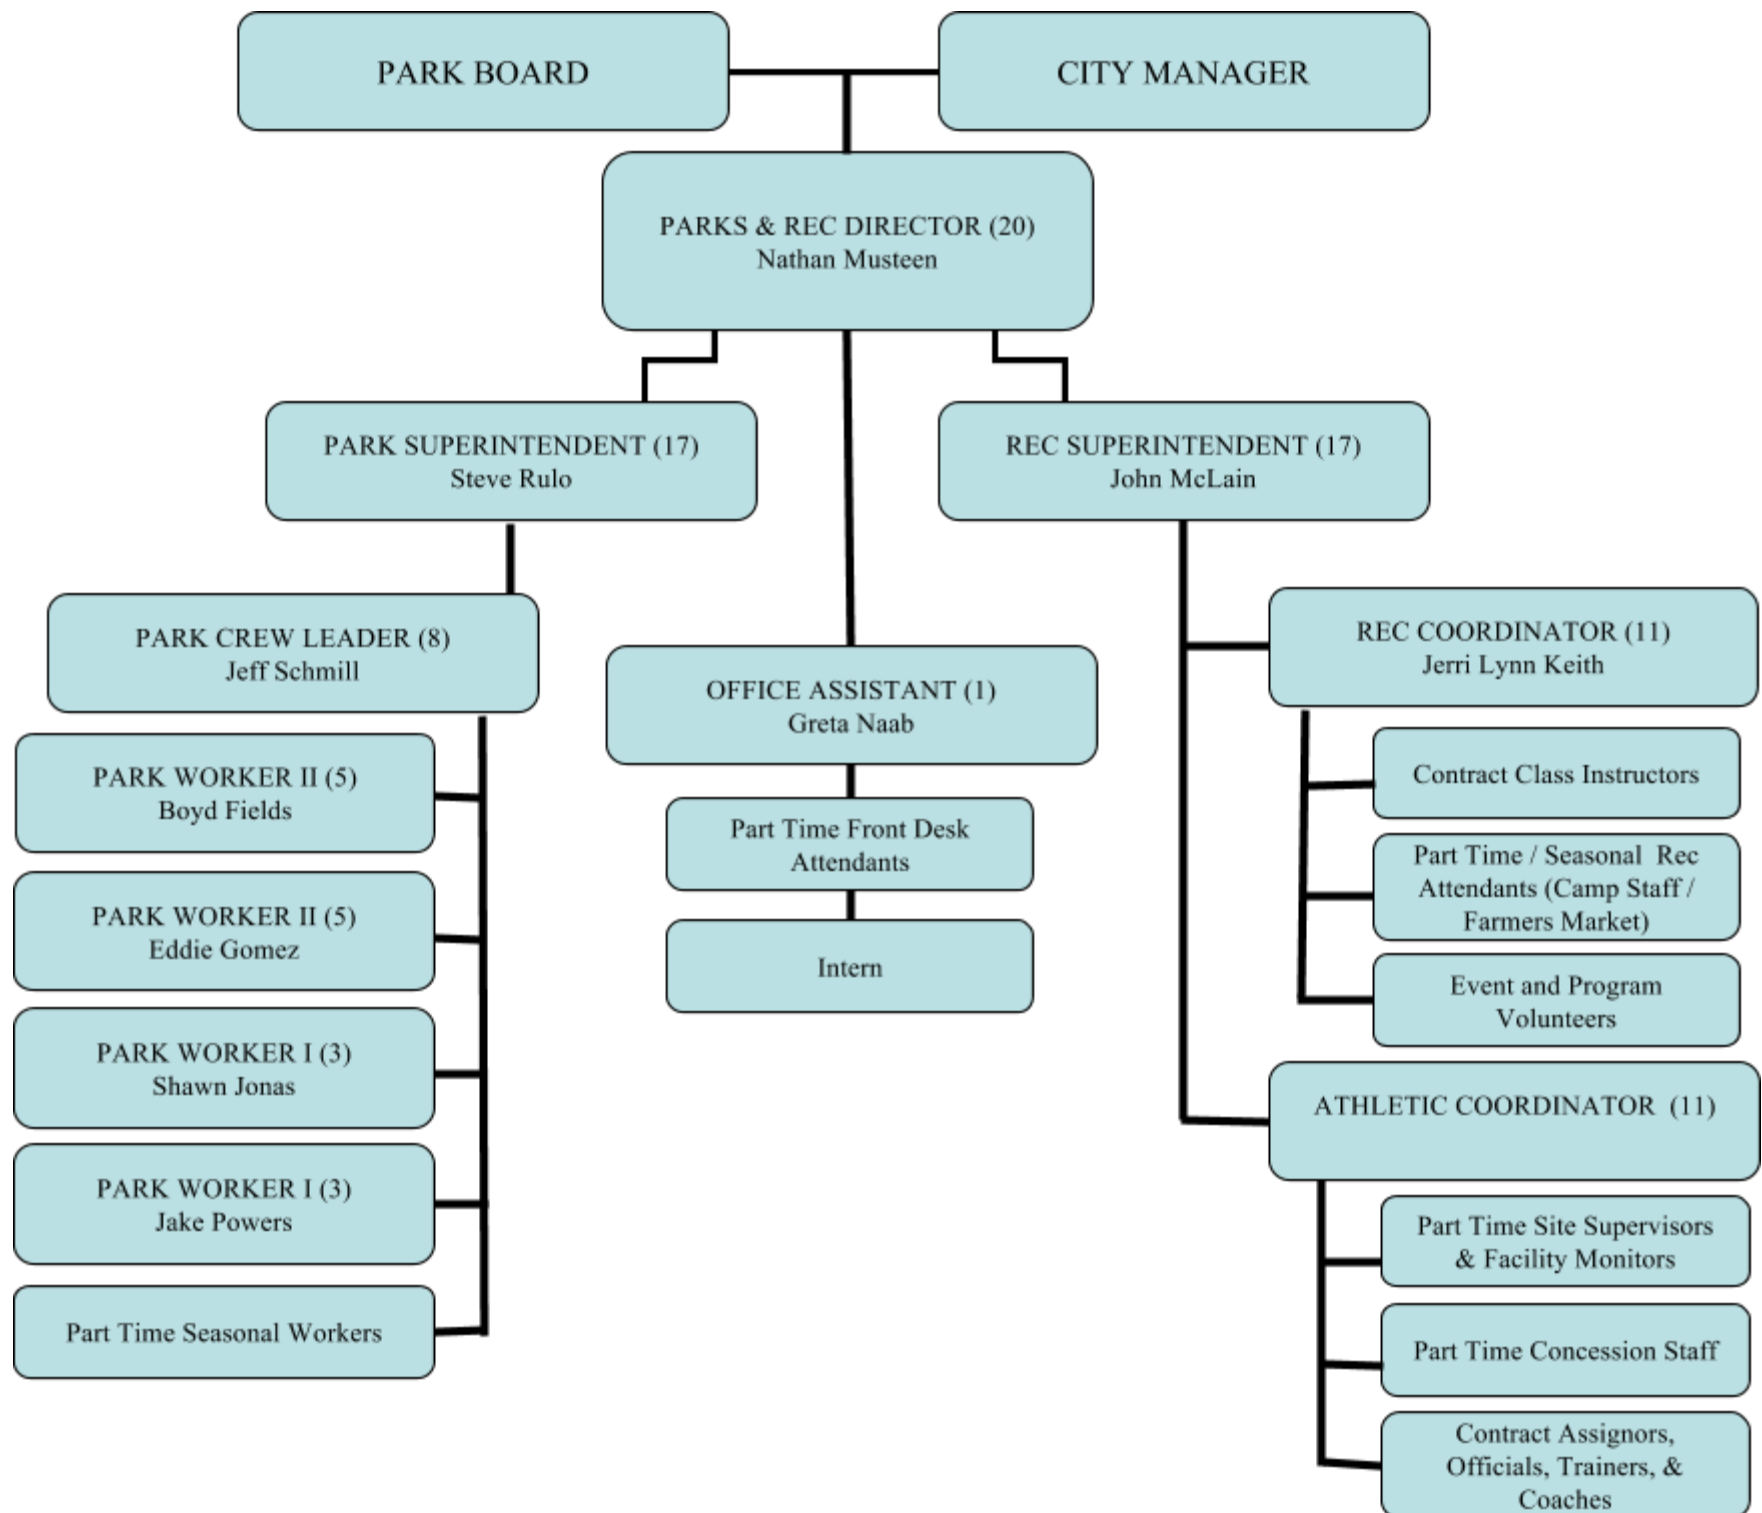 PARK BOARD
CITY MANAGER
PARKS & REC DIRECTOR (20)
Nathan Musteen
PARK SUPERINTENDENT (17)
Steve Rulo
REC SUPERINTENDENT (17)
John McLain
PARK CREW LEADER (8)
Jeff Schmill
PARK WORKER II (5)
Boyd Fields
PARK WORKER II (5)
Eddie Gomez
PARK WORKER I (3)
Shawn Jonas
PARK WORKER I (3)
Jake Powers
Part Time Seasonal Workers
OFFICE ASSISTANT (1)
Greta Naab
Part Time Front Desk
Attendants
Intern
REC COORDINATOR (11)
Jerri Lynn Keith
Contract Class Instructors
Part Time / Seasonal  Rec
Attendants (Camp Staff /
Farmers Market)
Event and Program
Volunteers
ATHLETIC COORDINATOR  (11)
Part Time Site Supervisors
& Facility Monitors
Part Time Concession Staff
Contract Assignors,
Officials, Trainers, &
Coaches